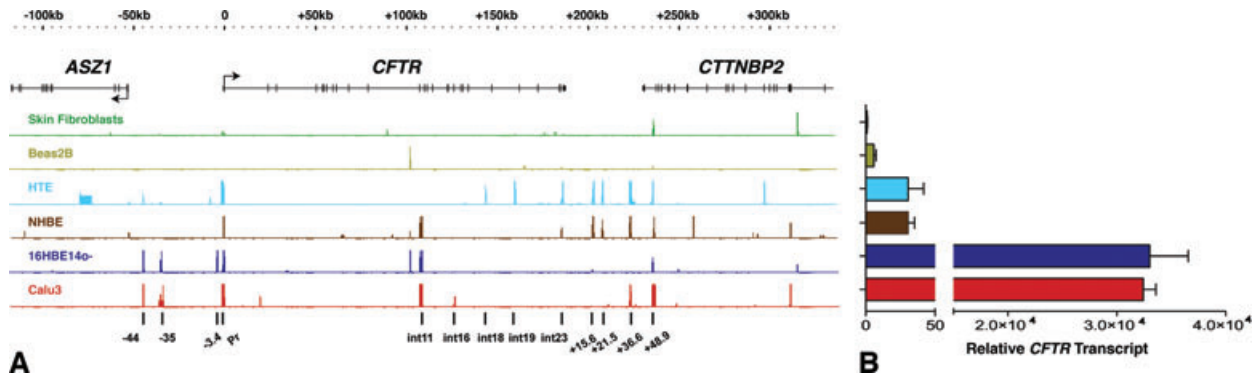 -100kb -50kb 0 +50kb +100kb +150kb +200kb +250kb +300kb
ASZ1 CFTR CTTNBP2
Skin Fibroblasts
Beas2B
HTE
NHBE
16HBE14o-
Calu3
-44 -35 -3.4 Pr int11 int16 int18 int19 int23 +15.6 +21.5 +36.6 +48.9
A
0 50 2.0×10⁴ 3.0×10⁴ 4.0×10⁴
Relative CFTR Transcript
B